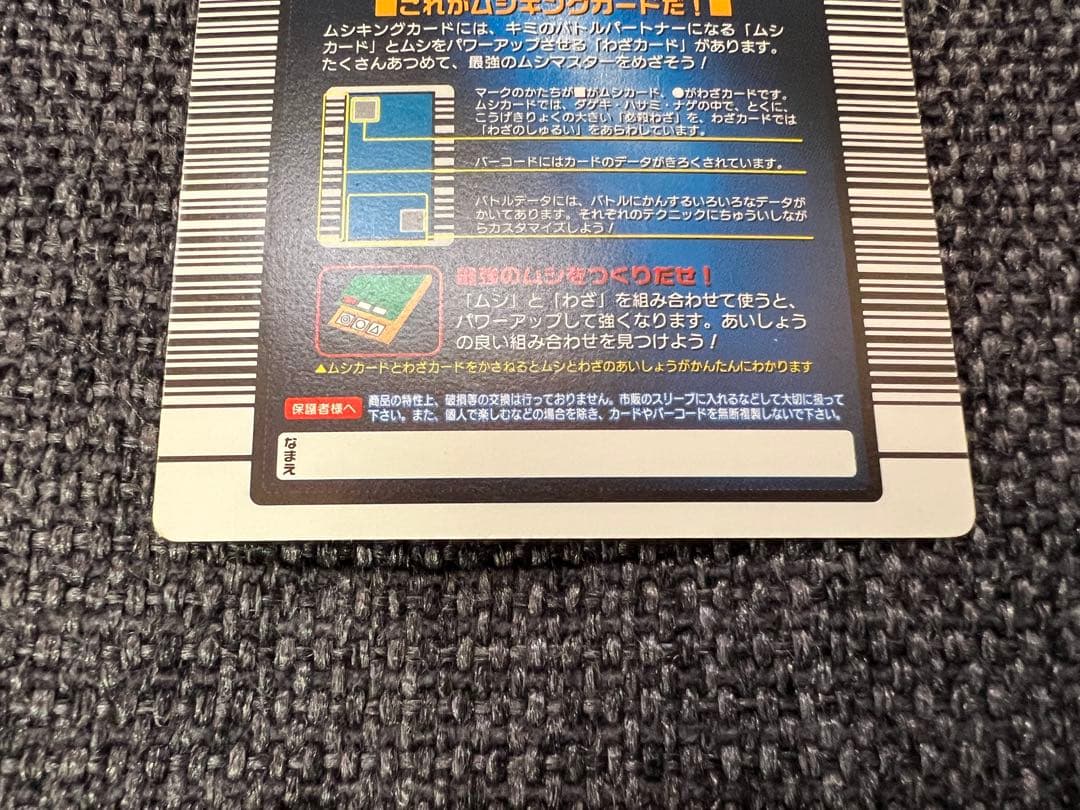 ■これがムシキングカードだ！■
ムシキングカードには、キミのバトルパートナーになる「ムシ
カード」とムシをパワーアップさせる「わざカード」があります。
たくさんあつめて、最強のムシマスターをめざそう！
マークのかたちが■がムシカード、●がわざカードです。
ムシカードでは、ダゲキ・ハサミ・ナゲの中で、とくに、
こうげきりょくの大きい「必殺わざ」を、わざカードでは
「わざのしゅるい」をあらわしています。
バーコードにはカードのデータがきろくされています。
バトルデータには、バトルにかんするいろいろなデータが
かいてあります。それぞれのテクニックにちゅういしなが
らカスタマイズしよう！
最強のムシをつくりだせ！
「ムシ」と「わざ」を組み合わせて使うと、
パワーアップして強くなります。あいしょう
の良い組み合わせを見つけよう！
▲ムシカードとわざカードをかさねるとムシとわざのあいしょうがかんたんにわかります
保護者様へ 商品の特性上、破損等の交換は行っておりません。市販のスリーブに入れるなどして大切に扱って
下さい。また、個人で楽しむなどの場合を除き、カードやバーコードを無断複製しないで下さい。
なまえ